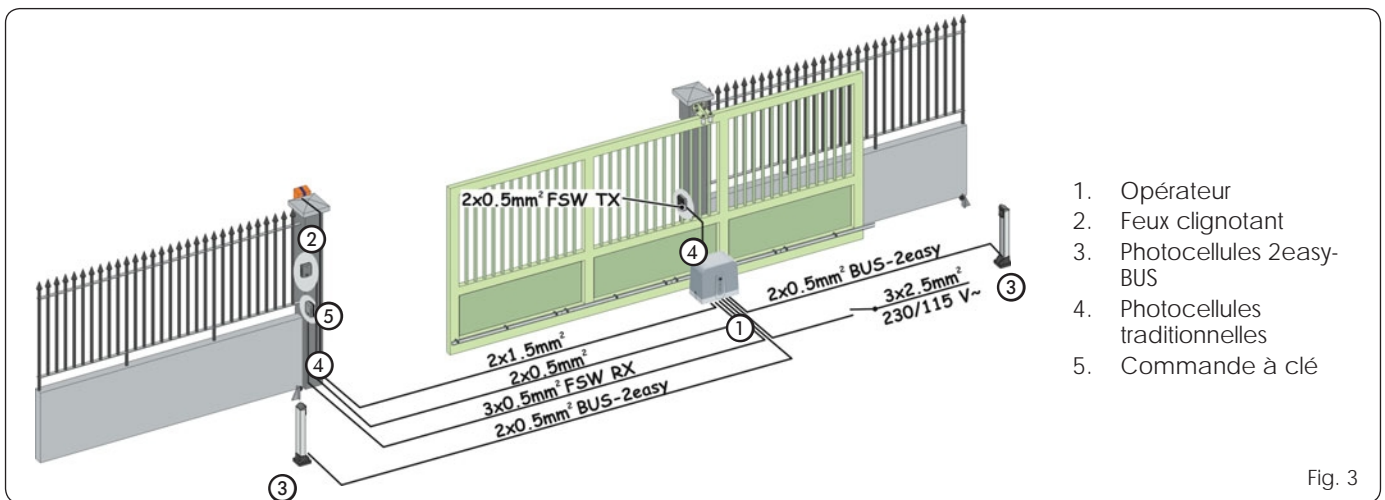 2x0.5mm² FSW TX
2
5
4
3
4
1
3
2x0.5mm² BUS-2easy
3x2.5mm²
230/115 V~
2x1.5mm²
2x0.5mm²
3x0.5mm² FSW RX
2x0.5mm² BUS-2easy
1. Opérateur
2. Feux clignotant
3. Photocellules 2easy-
BUS
4. Photocellules
traditionnelles
5. Commande à clé
Fig. 3